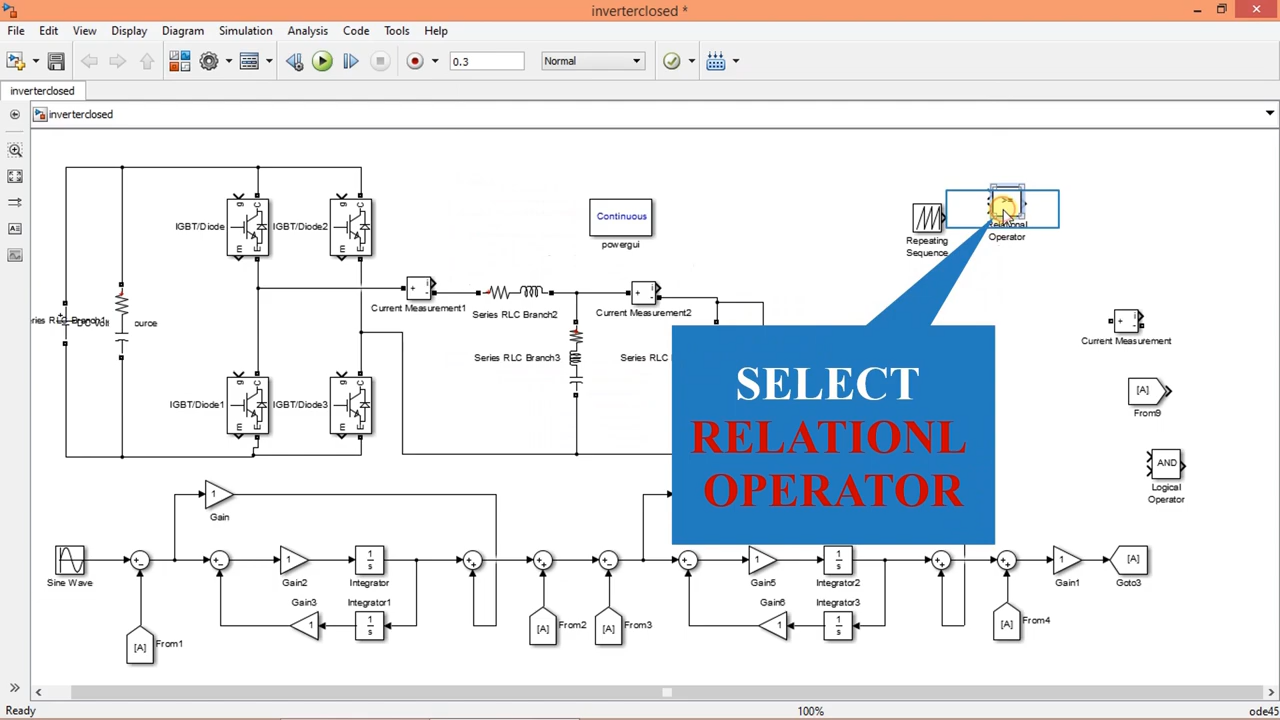 inverterclosed *
File Edit View Display Diagram Simulation Analysis Code Tools Help
0.3 Normal
inverterclosed
inverterclosed
IGBT/Diode
IGBT/Diode2
Continuous
powergui
Repeating
Sequence
Relational
Operator
Current Measurement1
Series RLC Branch2
Current Measurement2
Series RLC Branch3
Series RLC
Current Measurement
SELECT
RELATIONL
OPERATOR
[A]
From9
IGBT/Diode1
IGBT/Diode3
AND
Logical
Operator
1
Gain
Sine Wave
1
Gain2
1
s
Integrator
1
Gain5
1
s
Integrator2
1
Gain1
[A]
Goto3
Gain3
1
Integrator1
1
s
Gain6
1
Integrator3
1
s
[A]
From1
[A]
From2
[A]
From3
[A]
From4
Ready 100% ode45